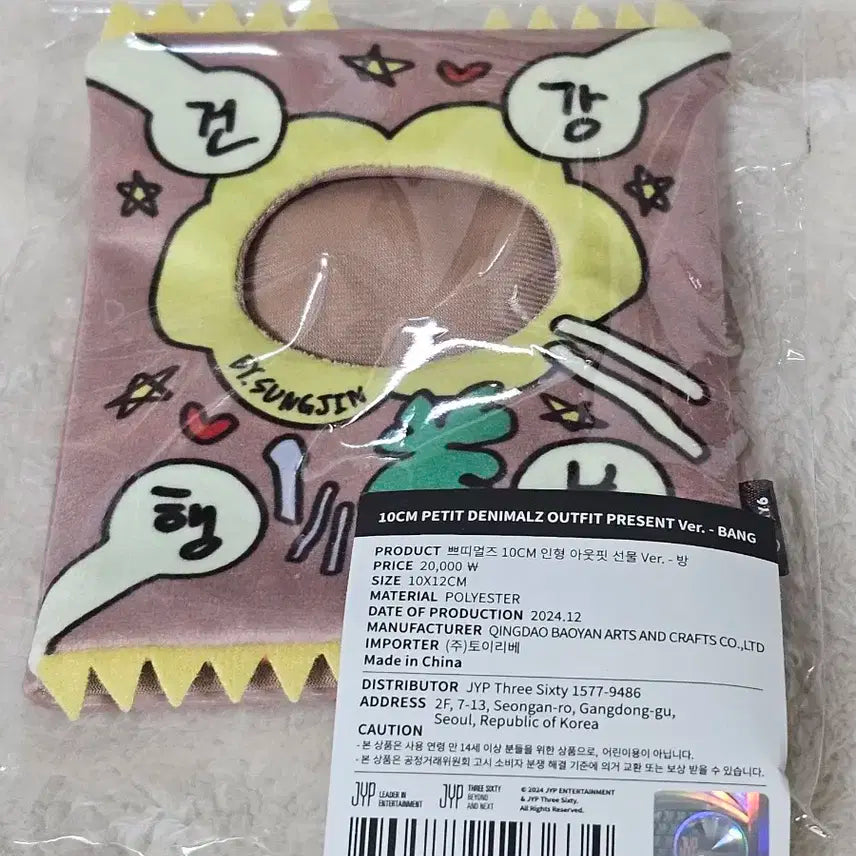 건 강
BY. SUNGJIN
행
10CM PETIT DENIMALZ OUTFIT PRESENT Ver. - BANG
PRODUCT 쁘띠멀즈 10CM 인형 아웃핏 선물 Ver. - 방
PRICE 20,000 ₩
SIZE 10X12CM
MATERIAL POLYESTER
DATE OF PRODUCTION 2024.12
MANUFACTURER QINGDAO BAOYAN ARTS AND CRAFTS CO.,LTD
IMPORTER (주)토이리베
Made in China
DISTRIBUTOR JYP Three Sixty 1577-9486
ADDRESS 2F, 7-13, Seongan-ro, Gangdong-gu,
Seoul, Republic of Korea
CAUTION
- 본 상품은 사용 연령 만 14세 이상 분들을 위한 상품으로, 어린이용이 아닙니다.
- 본 상품은 공정거래위원회 고시 소비자 분쟁 해결 기준에 의거 교환 또는 보상 받을 수 있습니다.
JYP LEADER IN ENTERTAINMENT
JYP THREE SIXTY BEYOND AND NEXT
© 2024 JYP ENTERTAINMENT
& JYP Three Sixty.
All Rights Reserved.